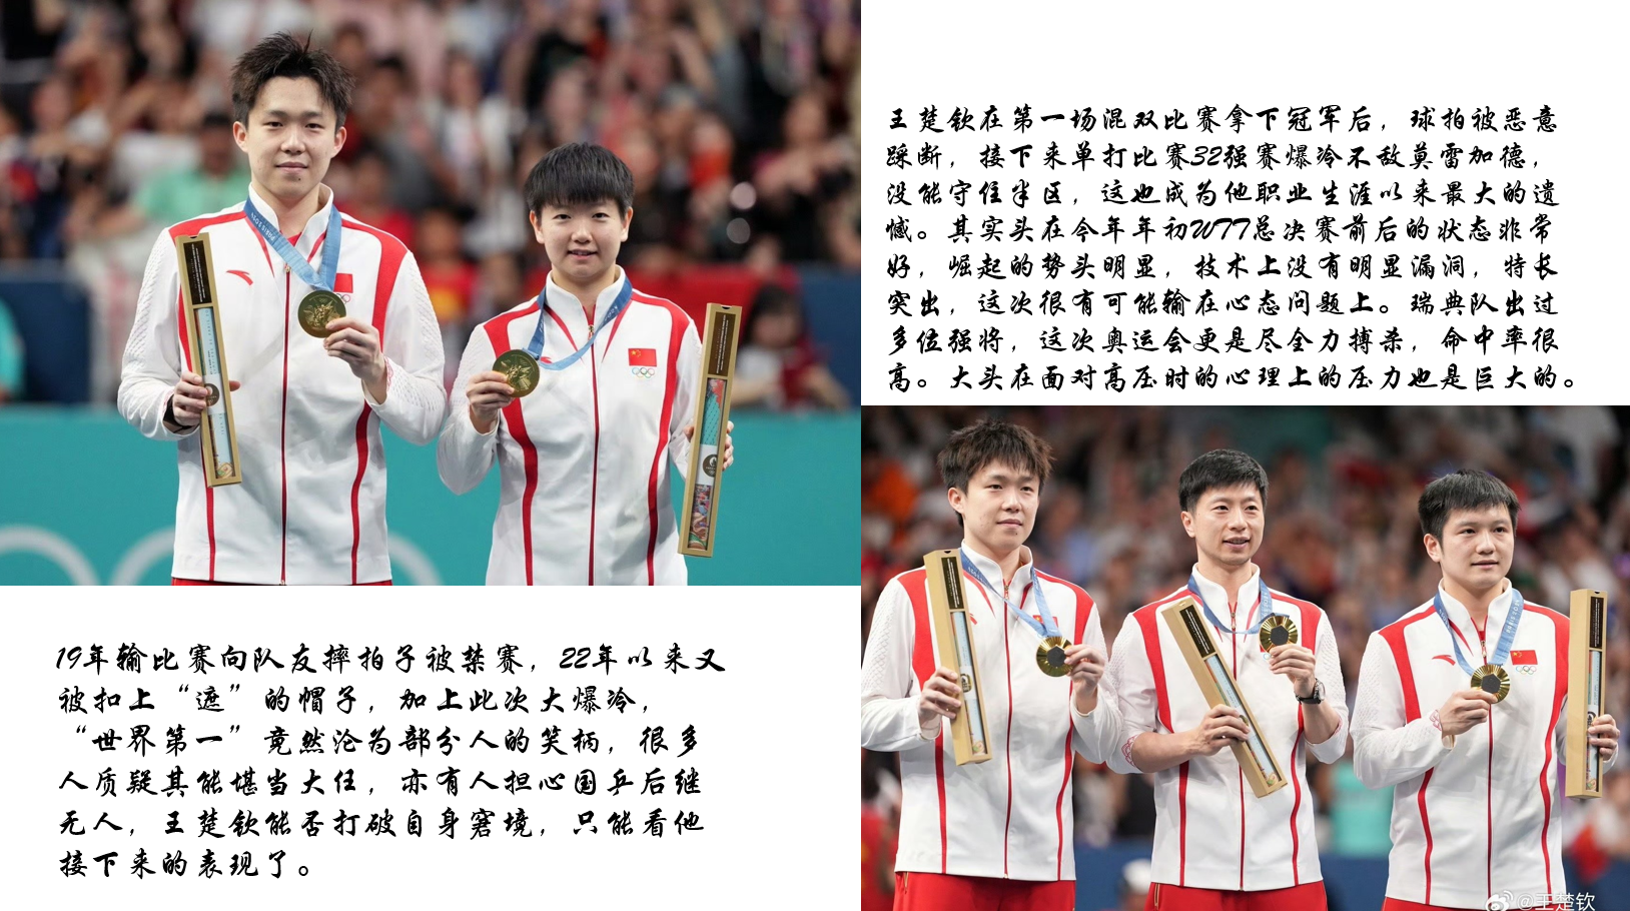 王楚钦在第一场混双比赛拿下冠军后，球拍被恶意
踩断，接下来单打比赛32强赛爆冷不敌莫雷加德，
没能守住半区，这也成为他职业生涯以来最大的遗
憾。其实头在今年年初WTT总决赛前后的状态非常
好，崛起的势头明显，技术上没有明显漏洞，特长
突出，这次很有可能输在心态问题上。瑞典队出过
多位强将，这次奥运会更是尽全力搏杀，命中率很
高。大头在面对高压时的心理上的压力也是巨大的。
19年输比赛向队友摔拍子被禁赛，22年以来又
被扣上“遮”的帽子，加上此次大爆冷，
“世界第一”竟然沦为部分人的笑柄，很多
人质疑其能堪当大任，亦有人担心国乒后继
无人，王楚钦能否打破自身窘境，只能看他
接下来的表现了。
@王楚钦